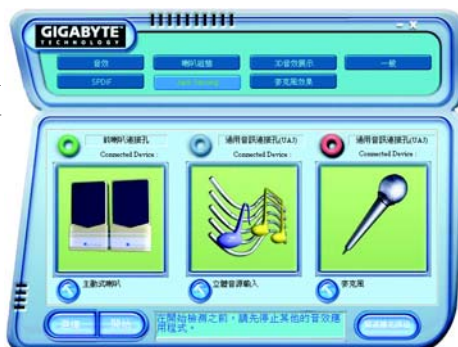 GIGABYTE™
TECHNOLOGY
音效
喇叭組態
3D音效展示
一般
SPDIF
麥克風效果
前喇叭連接孔
Connected Device :
通用音訊連接孔(UAJ)
Connected Device :
通用音訊連接孔(UAJ)
Connected Device :
主動式喇叭
立體音源輸入
麥克風
開始
在開始檢測之前，請先停止其他的音效應
用程式。